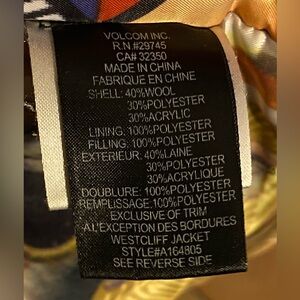 VOLCOM INC.
R.N.#29745
CA# 32350
MADE IN CHINA
FABRIQUE EN CHINE
SHELL: 40%WOOL
30%POLYESTER
30%ACRYLIC
LINING: 100%POLYESTER
FILLING: 100%POLYESTER
EXTERIEUR: 40%LAINE
30%POLYESTER
30%ACRYLIQUE
DOUBLURE: 100%POLYESTER
REMPLISSAGE:100%POLYESTER
EXCLUSIVE OF TRIM
A L'EXCEPTION DES BORDURES
WESTCLIFF JACKET
STYLE#A164805
SEE REVERSE SIDE